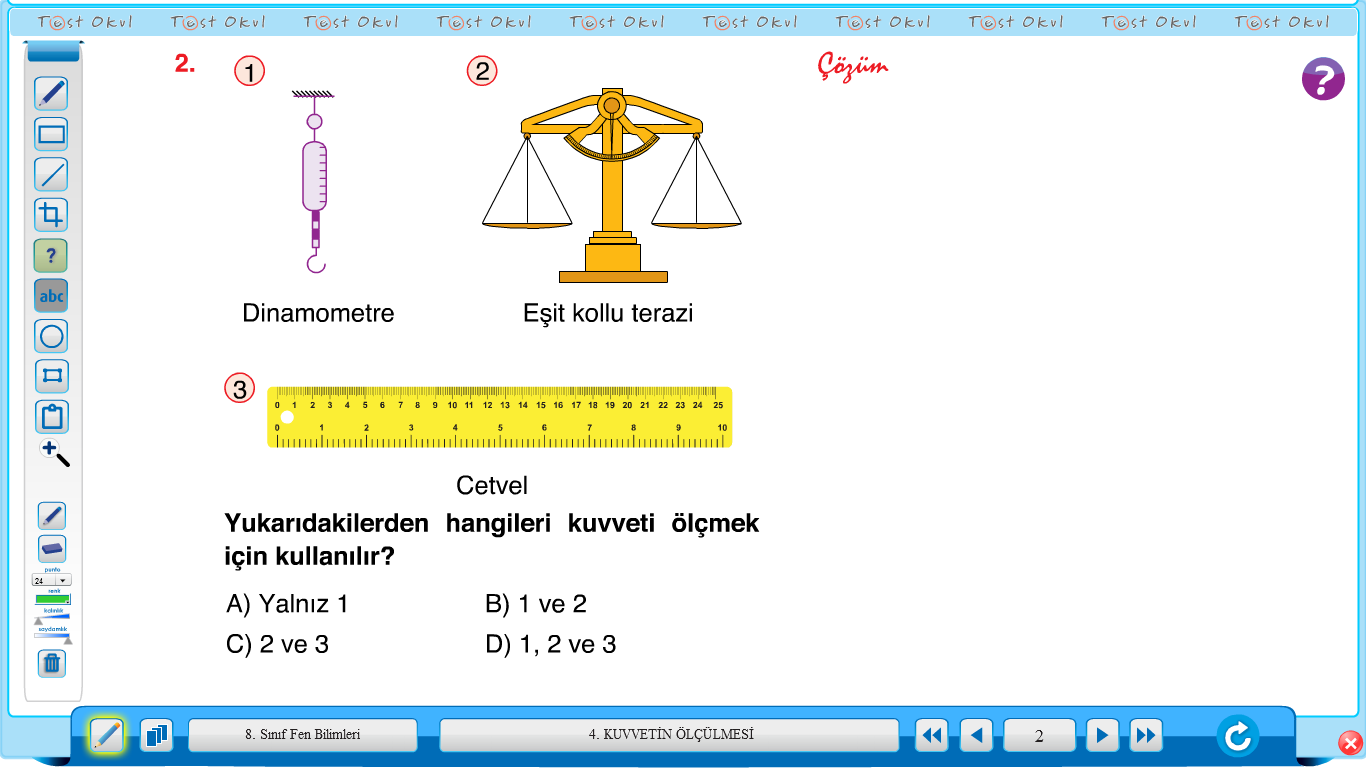 Test Okul Test Okul Test Okul Test Okul Test Okul Test Okul Test Okul Test Okul Test Okul Test Okul
2.
1
2
Çözüm
?
Dinamometre
Eşit kollu terazi
3
0 1 2 3 4 5 6 7 8 9 10 11 12 13 14 15 16 17 18 19 20 21 22 23 24 25
0 1 2 3 4 5 6 7 8 9 10
Cetvel
Yukarıdakilerden hangileri kuvveti ölçmek
için kullanılır?
A) Yalnız 1
B) 1 ve 2
C) 2 ve 3
D) 1, 2 ve 3
?
abc
punto
24
renk
kalınlık
saydamlık
8. Sınıf Fen Bilimleri
4. KUVVETİN ÖLÇÜLMESİ
2